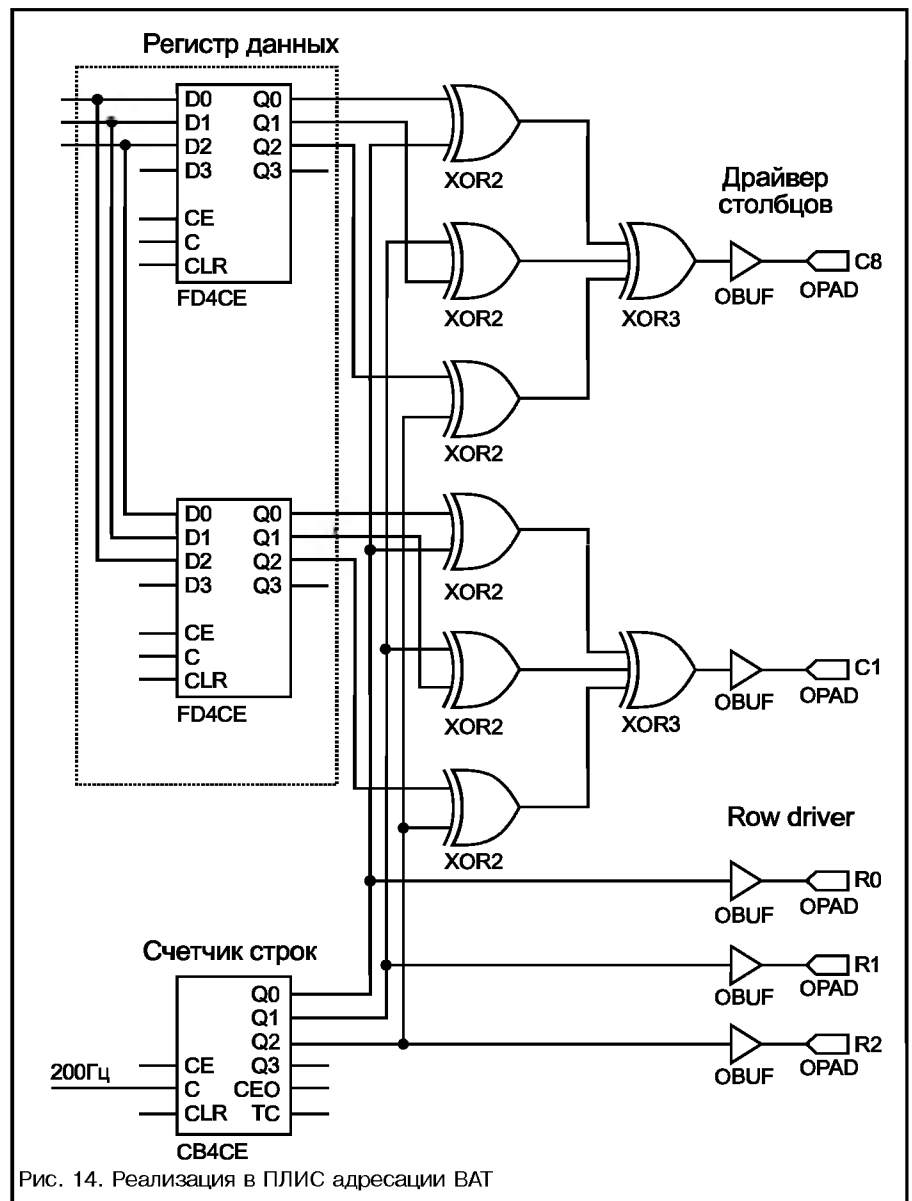 Регистр данных
D0 Q0
D1 Q1
D2 Q2
D3 Q3
CE
C
CLR
FD4CE
XOR2
XOR2
XOR2
XOR3
Драйвер
столбцов
OBUF
OPAD
C8
D0 Q0
D1 Q1
D2 Q2
D3 Q3
CE
C
CLR
FD4CE
XOR2
XOR2
XOR2
XOR3
OBUF
OPAD
C1
Row driver
OBUF
OPAD
R0
OBUF
OPAD
R1
OBUF
OPAD
R2
Счетчик строк
Q0
Q1
Q2
CE Q3
200Гц
C CEO
CLR TC
CB4CE
Рис. 14. Реализация в ПЛИС адресации BAT